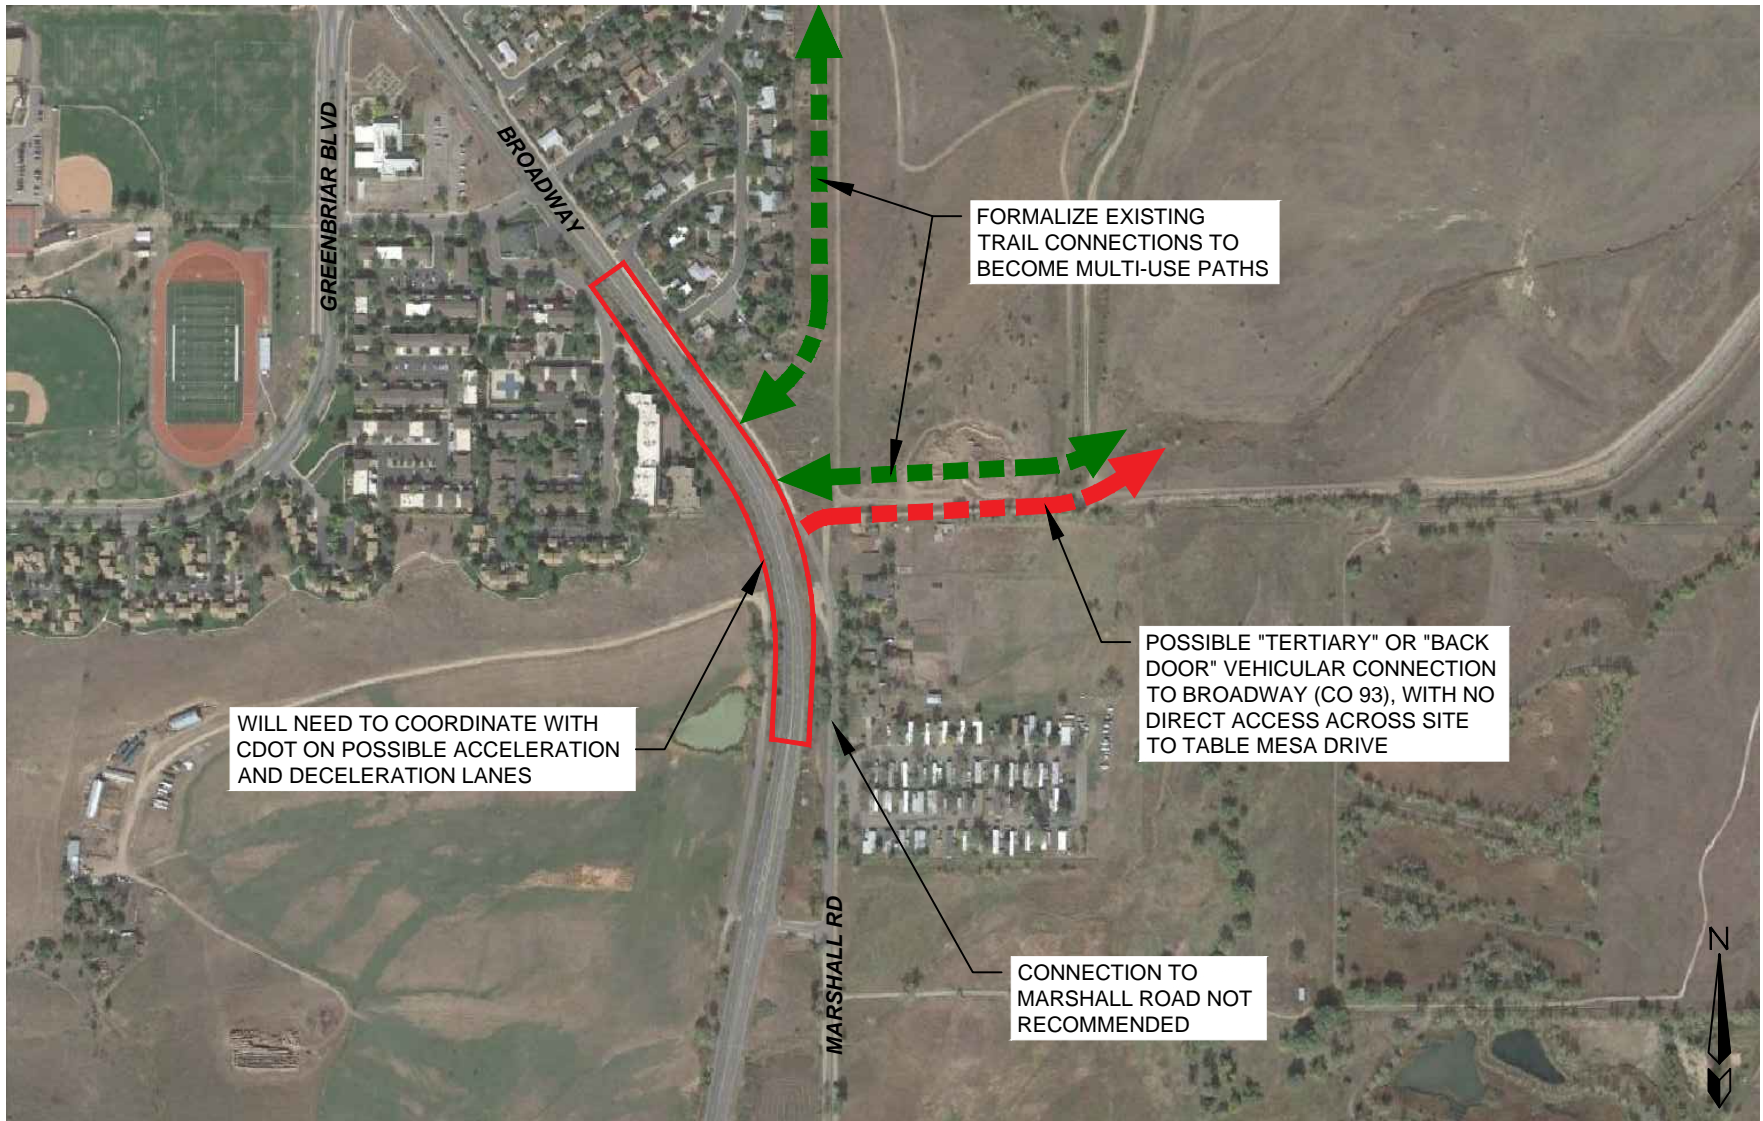 GREENBRIAR BLVD
BROADWAY
FORMALIZE EXISTING
TRAIL CONNECTIONS TO
BECOME MULTI-USE PATHS
POSSIBLE "TERTIARY" OR "BACK
DOOR" VEHICULAR CONNECTION
TO BROADWAY (CO 93), WITH NO
DIRECT ACCESS ACROSS SITE
TO TABLE MESA DRIVE
WILL NEED TO COORDINATE WITH
CDOT ON POSSIBLE ACCELERATION
AND DECELERATION LANES
MARSHALL RD
CONNECTION TO
MARSHALL ROAD NOT
RECOMMENDED
N